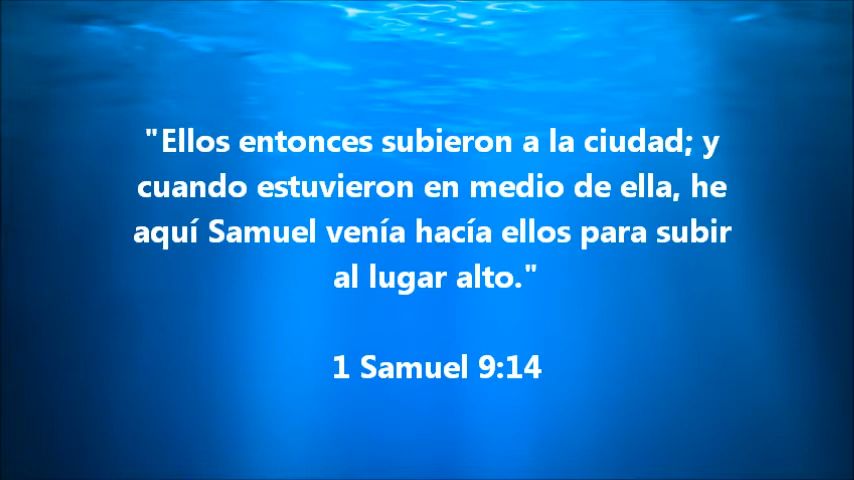 "Ellos entonces subieron a la ciudad; y
cuando estuvieron en medio de ella, he
aquí Samuel venía hacía ellos para subir
al lugar alto."
1 Samuel 9:14